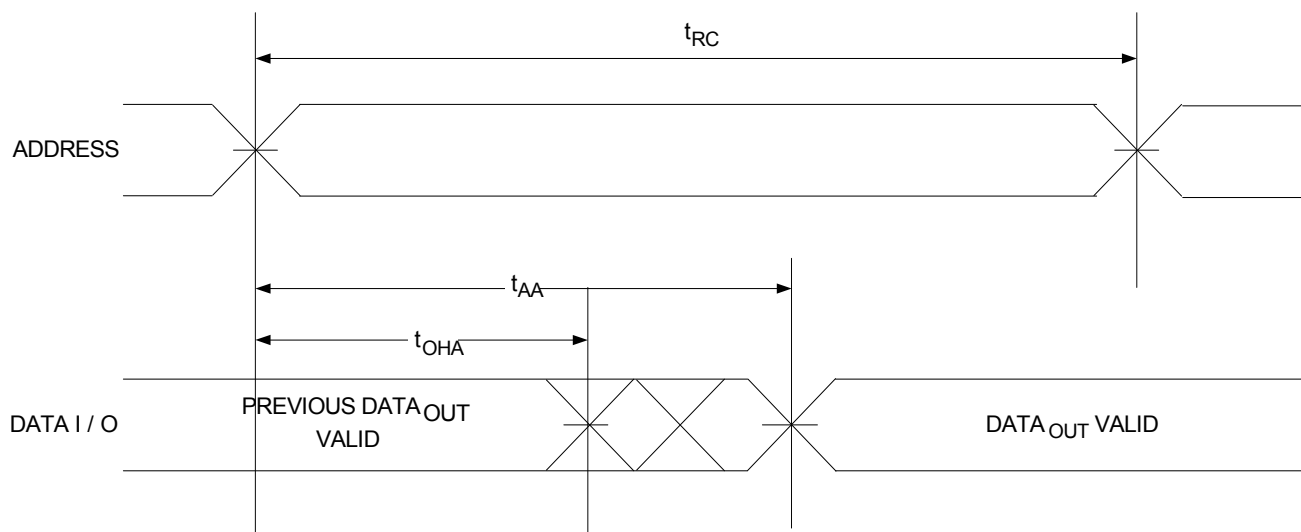 tRC
ADDRESS
tAA
tOHA
DATA I / O
PREVIOUS DATAOUT
VALID
DATAOUT VALID